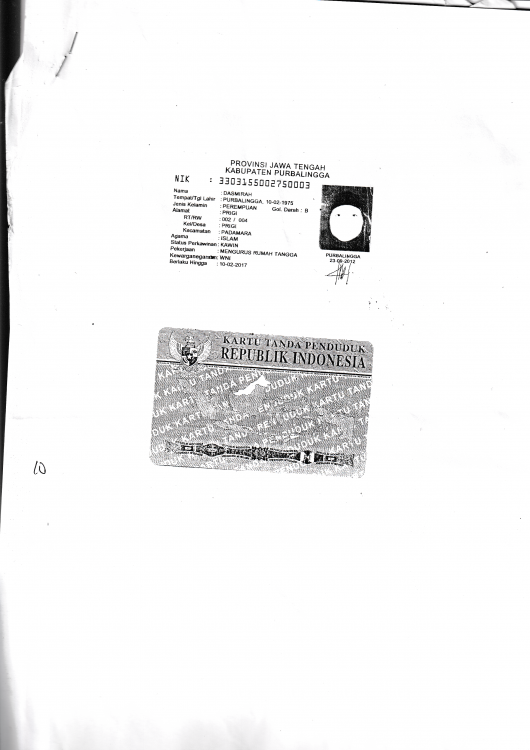 PROVINSI JAWA TENGAH
KABUPATEN PURBALINGGA
NIK : 3303155002750003
Nama : DASMIRAH
Tempat/Tgl Lahir : PURBALINGGA, 10-02-1975
Jenis Kelamin : PEREMPUAN Gol. Darah : B
Alamat : PRIGI
RT/RW : 002 / 004
Kel/Desa : PRIGI
Kecamatan : PADAMARA
Agama : ISLAM
Status Perkawinan : KAWIN
Pekerjaan : MENGURUS RUMAH TANGGA
Kewarganegaraan : WNI
Berlaku Hingga : 10-02-2017
PURBALINGGA
23-06-2012
KARTU TANDA PENDUDUK
REPUBLIK INDONESIA
10